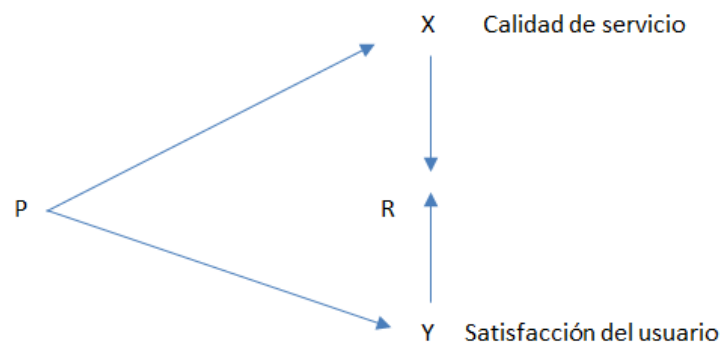 X Calidad de servicio
P R
Y Satisfacción del usuario